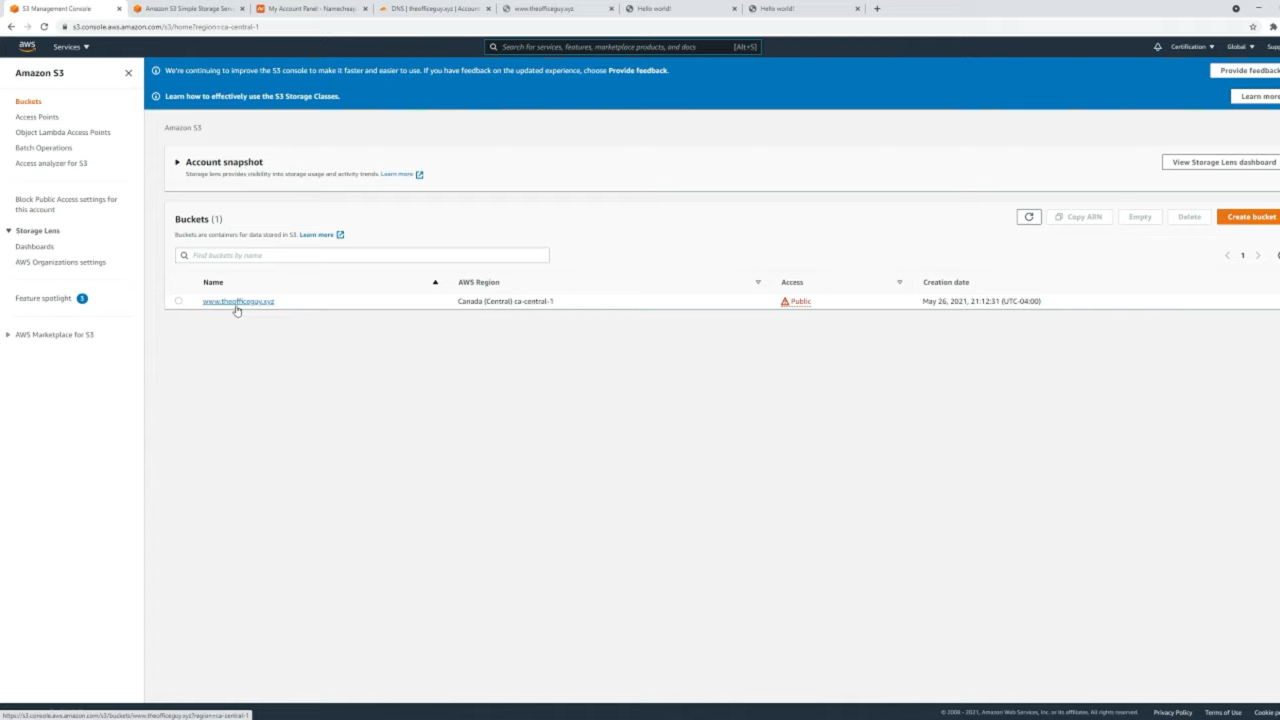 S3 Management Console
Amazon S3 Simple Storage Serv
My Account Panel - Namecheap.
DNS | theofficeguy.xyz | Account
www.theofficeguy.xyz
Hello world!
Hello world!
s3.console.aws.amazon.com/s3/home?region=ca-central-1
aws
Services ▼
Search for services, features, marketplace products, and docs
[Alt+S]
Certification ▼
Global ▼
Supp
Amazon S3
Buckets
Access Points
Object Lambda Access Points
Batch Operations
Access analyzer for S3
Block Public Access settings for
this account
Storage Lens
Dashboards
AWS Organizations settings
Feature spotlight 3
AWS Marketplace for S3
We're continuing to improve the S3 console to make it faster and easier to use. If you have feedback on the updated experience, choose Provide feedback.
Provide feedback
Learn how to effectively use the S3 Storage Classes.
Learn more
Amazon S3
Account snapshot
Storage lens provides visibility into storage usage and activity trends. Learn more
View Storage Lens dashboard
Buckets (1)
Buckets are containers for data stored in S3. Learn more
Copy ARN
Empty
Delete
Create bucket
Find buckets by name
1
Name
AWS Region
Access
Creation date
www.theofficeguy.xyz
Canada (Central) ca-central-1
Public
May 26, 2021, 21:12:31 (UTC-04:00)
https://s3.console.aws.amazon.com/s3/buckets/www.theofficeguy.xyz?region=ca-central-1
© 2008 - 2021, Amazon Web Services, Inc. or its affiliates. All rights reserved.
Privacy Policy
Terms of Use
Cookie p